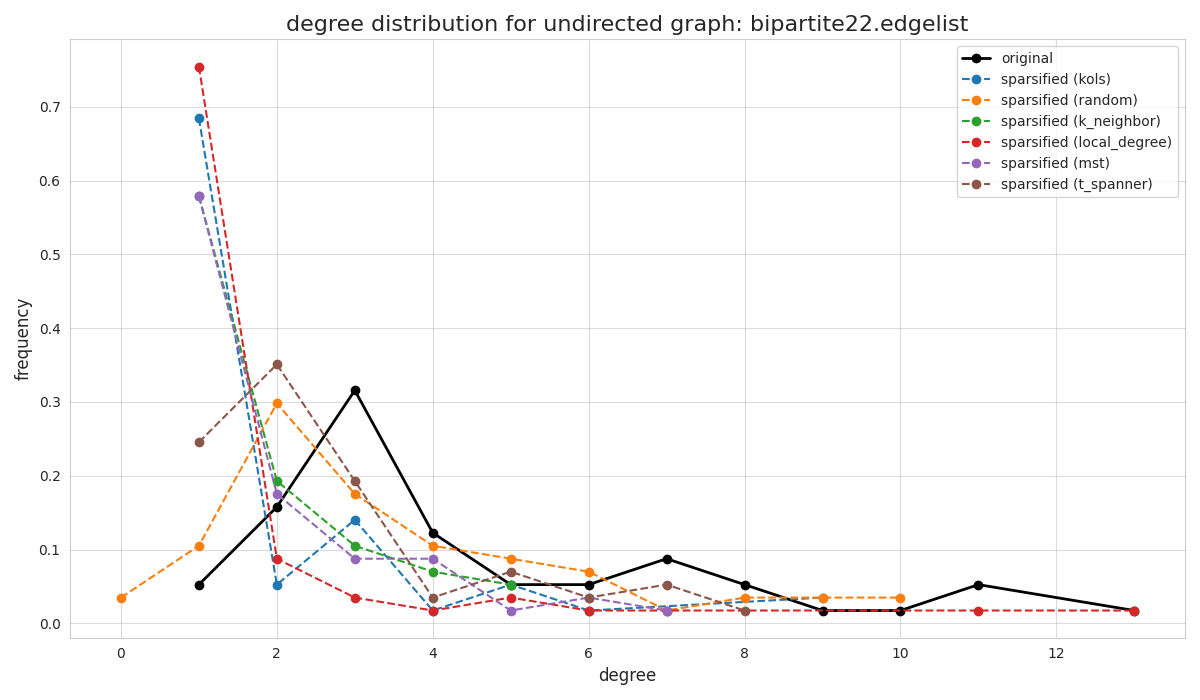 degree distribution for undirected graph: bipartite22.edgelist
original
sparsified (kols)
sparsified (random)
sparsified (k_neighbor)
sparsified (local_degree)
sparsified (mst)
sparsified (t_spanner)
frequency
0.7
0.6
0.5
0.4
0.3
0.2
0.1
0.0
0 2 4 6 8 10 12
degree